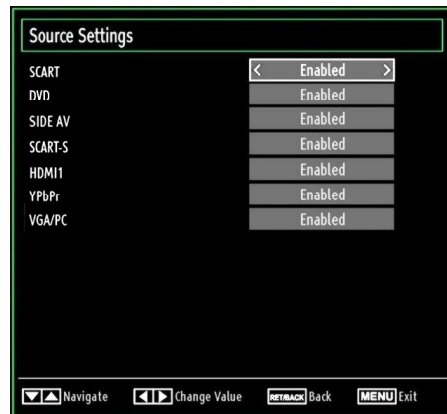 Source Settings
SCART < Enabled >
DVD Enabled
SIDE AV Enabled
SCART-S Enabled
HDMI1 Enabled
YPbPr Enabled
VGA/PC Enabled
Navigate Change Value RET/BACK Back MENU Exit